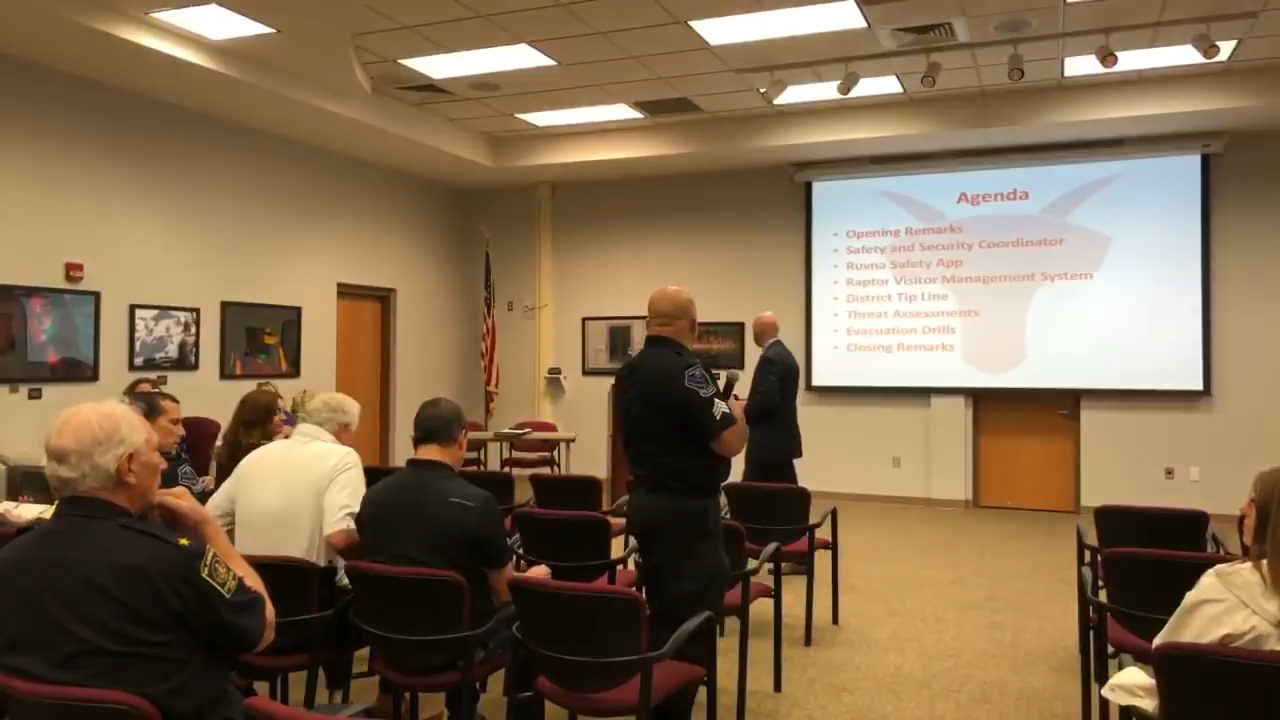 Agenda
• Opening Remarks
• Safety and Security Coordinator
• Ruvna Safety App
• Raptor Visitor Management System
• District Tip Line
• Threat Assessments
• Evacuation Drills
• Closing Remarks